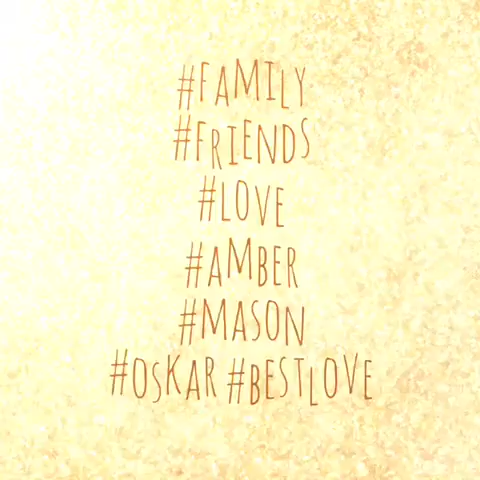 #FAMILY
#FRIENDS
#LOVE
#AMBER
#MASON
#OSKAR #BESTLOVE